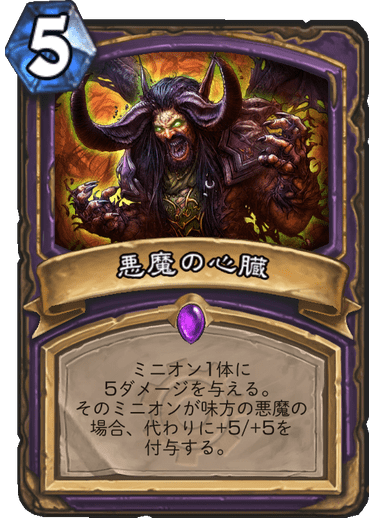 5
悪魔の心臓
ミニオン1体に
5ダメージを与える。
そのミニオンが味方の悪魔の
場合、代わりに+5/+5を
付与する。